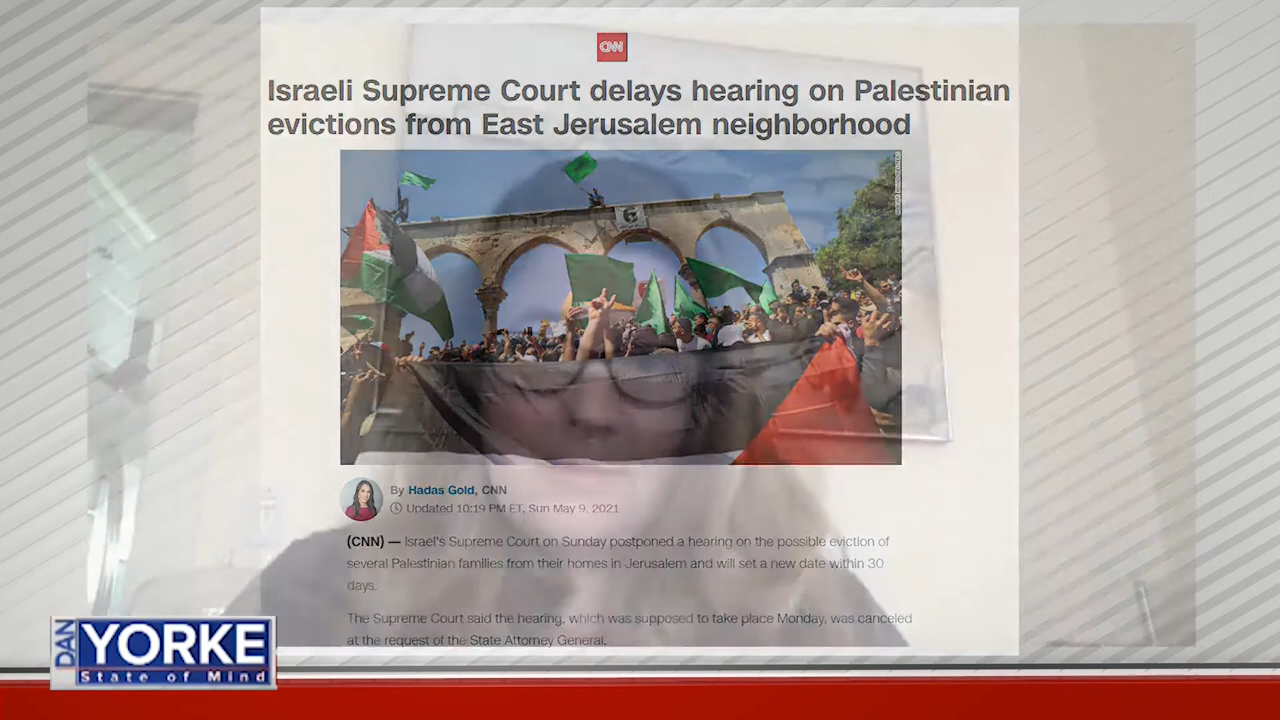 CNN
Israeli Supreme Court delays hearing on Palestinian
evictions from East Jerusalem neighborhood
By Hadas Gold, CNN
Updated 10:19 PM ET, Sun May 9, 2021
(CNN) — Israel's Supreme Court on Sunday postponed a hearing on the possible eviction of
several Palestinian families from their homes in Jerusalem and will set a new date within 30
days.
The Supreme Court said the hearing, which was supposed to take place Monday, was canceled
at the request of the State Attorney General.
DAN
YORKE
State of Mind